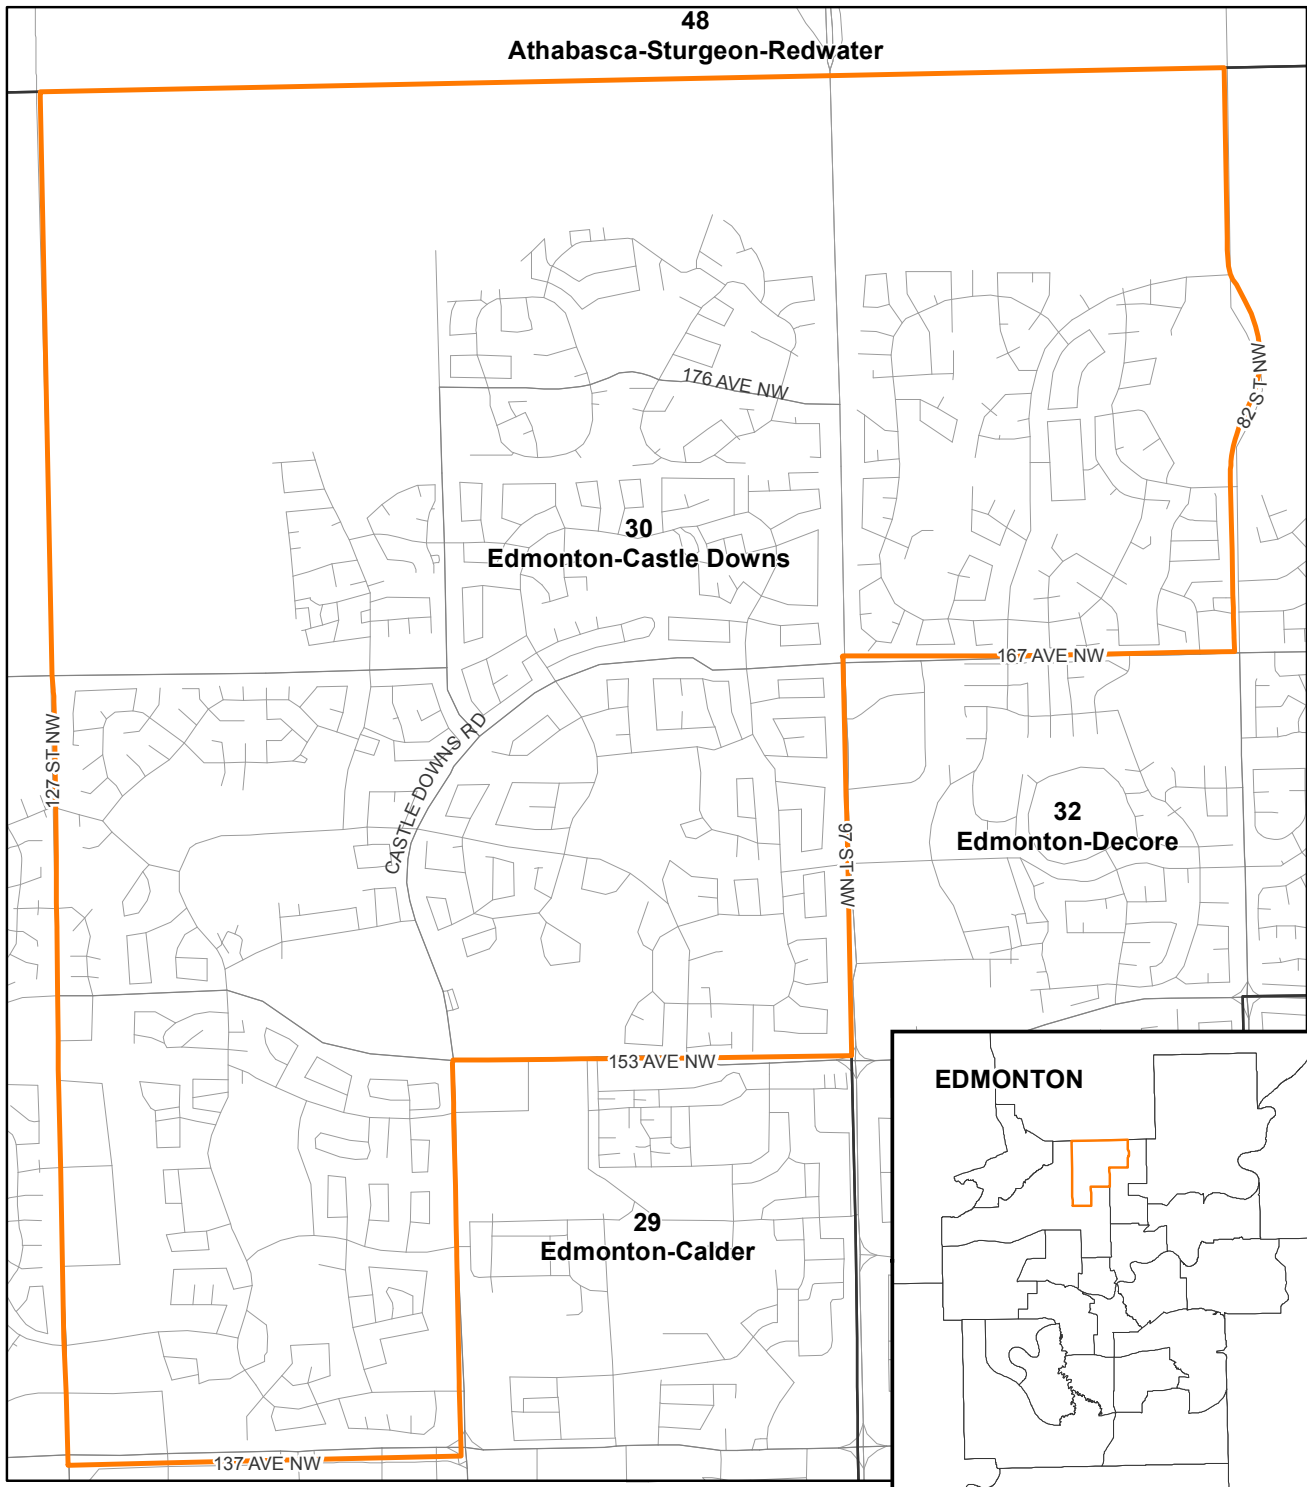 48
Athabasca-Sturgeon-Redwater
176 AVE NW
82 ST NW
30
Edmonton-Castle Downs
167 AVE NW
127 ST NW
CASTLE DOWNS RD
97 ST NW
32
Edmonton-Decore
153 AVE NW
EDMONTON
29
Edmonton-Calder
137 AVE NW